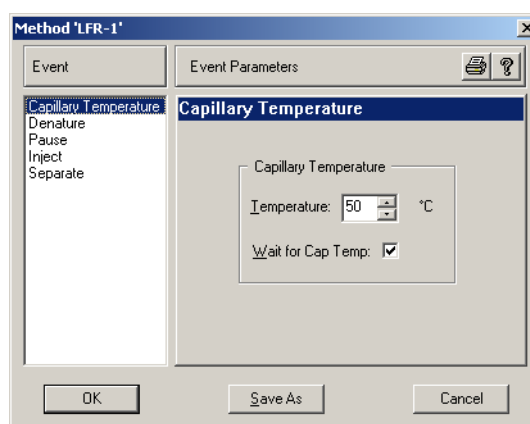 Method 'LFR-1'
Event
Event Parameters
Capillary Temperature
Denature
Pause
Inject
Separate
Capillary Temperature
Capillary Temperature
Temperature: 50 °C
Wait for Cap Temp:
OK
Save As
Cancel